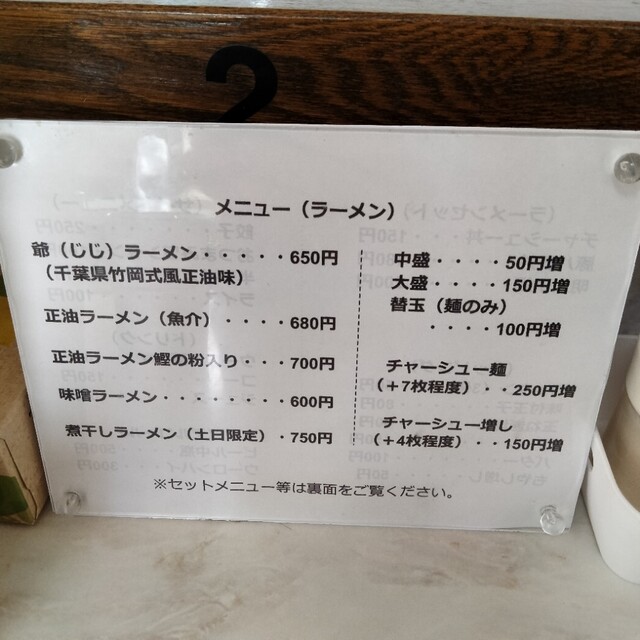 2
メニュー（ラーメン）
爺（じじ）ラーメン・・・・・650円
（千葉県竹岡式風正油味）
正油ラーメン（魚介）・・・・680円
正油ラーメン鰹の粉入り・・・700円
味噌ラーメン・・・・・・・・600円
煮干しラーメン（土日限定）・750円
中盛・・・・50円増
大盛・・・・150円増
替玉（麺のみ）
・・・・100円増
チャーシュー麺
（＋7枚程度）・・250円増
チャーシュー増し
（＋4枚程度）・・150円増
※セットメニュー等は裏面をご覧ください。